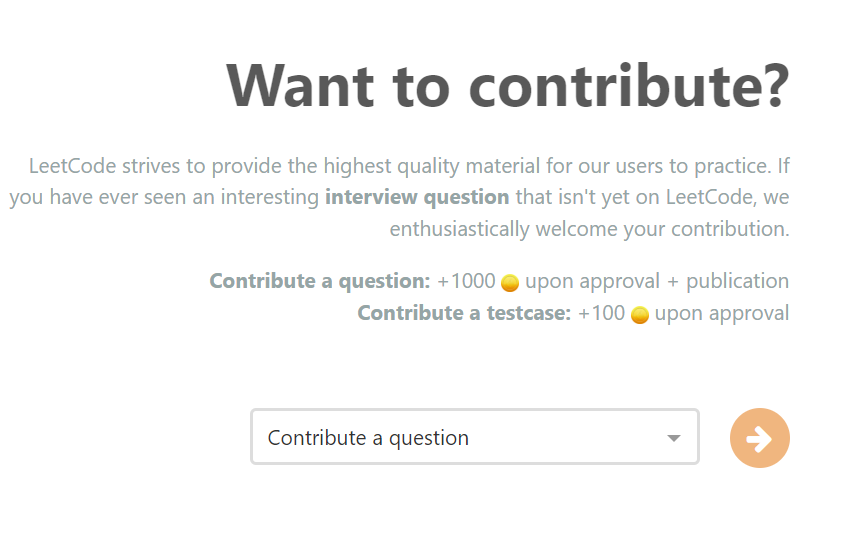 Want to contribute?
LeetCode strives to provide the highest quality material for our users to practice. If
you have ever seen an interesting interview question that isn't yet on LeetCode, we
enthusiastically welcome your contribution.
Contribute a question: +1000 upon approval + publication
Contribute a testcase: +100 upon approval
Contribute a question